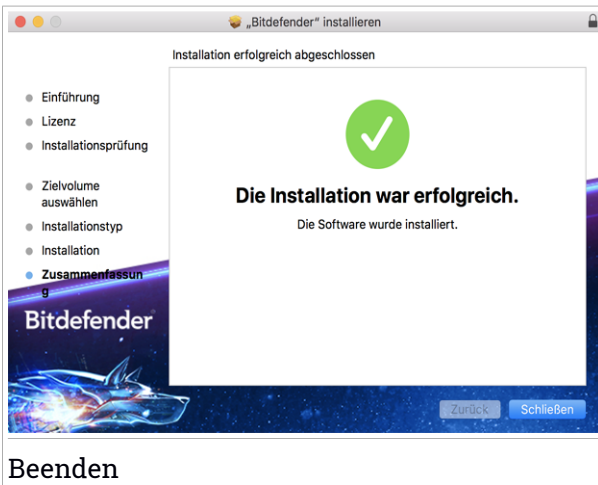 „Bitdefender“ installieren
Installation erfolgreich abgeschlossen
Einführung
Lizenz
Installationsprüfung
Zielvolume
auswählen
Installationstyp
Installation
Zusammenfassun
g
Bitdefender
Die Installation war erfolgreich.
Die Software wurde installiert.
Zurück
Schließen
Beenden